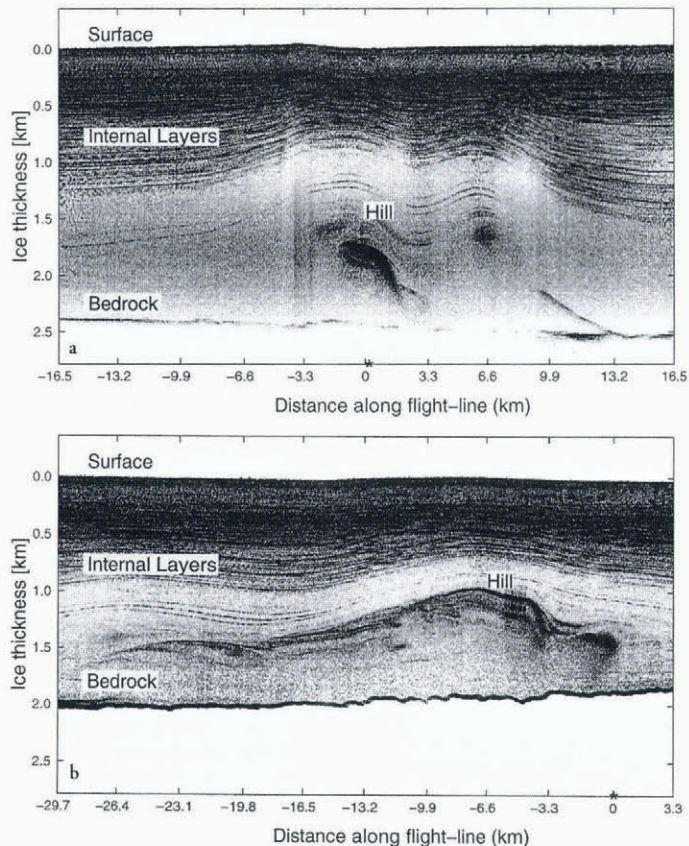 Surface
0.0
0.5
Internal Layers
1.0
Ice thickness [km]
1.5
Hill
2.0
Bedrock
2.5
a
-16.5 -13.2 -9.9 -6.6 -3.3 0 3.3 6.6 9.9 13.2 16.5
*
Distance along flight-line (km)
Surface
0.0
0.5
Internal Layers
Hill
1.0
Ice thickness [km]
1.5
Bedrock
2.0
2.5
b
*
-29.7 -26.4 -23.1 -19.8 -16.5 -13.2 -9.9 -6.6 -3.3 0 3.3
Distance along flight-line (km)